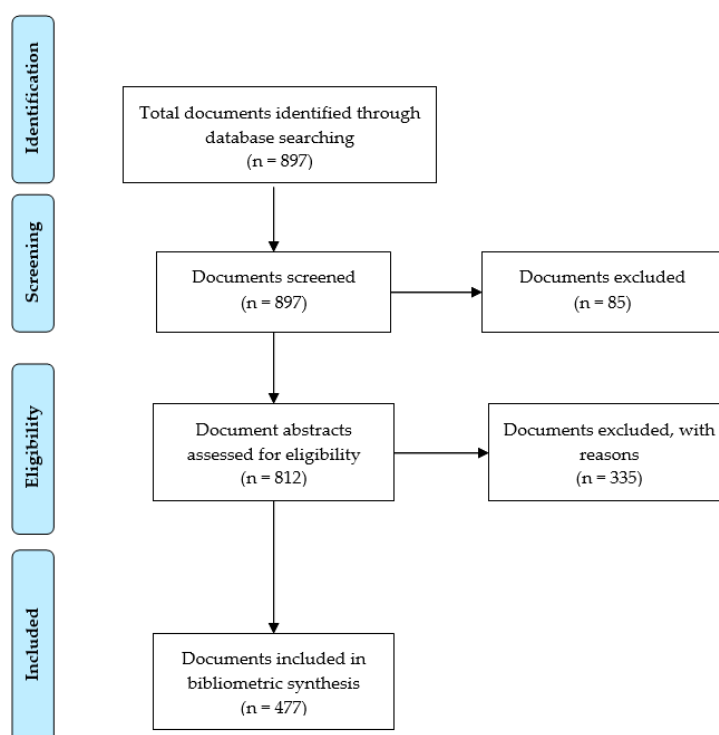 Identification
Total documents identified through
database searching
(n = 897)
Screening
Documents screened
(n = 897)
Documents excluded
(n = 85)
Eligibility
Document abstracts
assessed for eligibility
(n = 812)
Documents excluded, with
reasons
(n = 335)
Included
Documents included in
bibliometric synthesis
(n = 477)